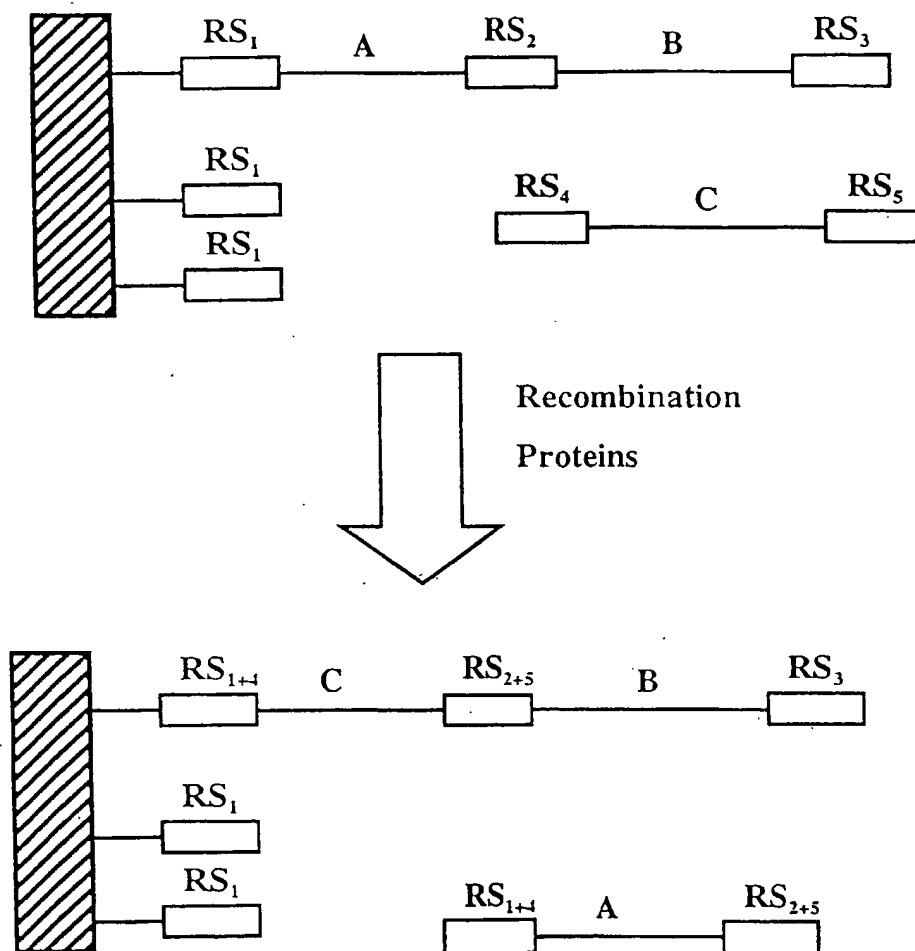 RS₁ A RS₂ B RS₃
RS₁
RS₄ C RS₅
RS₁
Recombination
Proteins
RS₁₊₄ C RS₂₊₅ B RS₃
RS₁
RS₁
RS₁₊₄ A RS₂₊₅